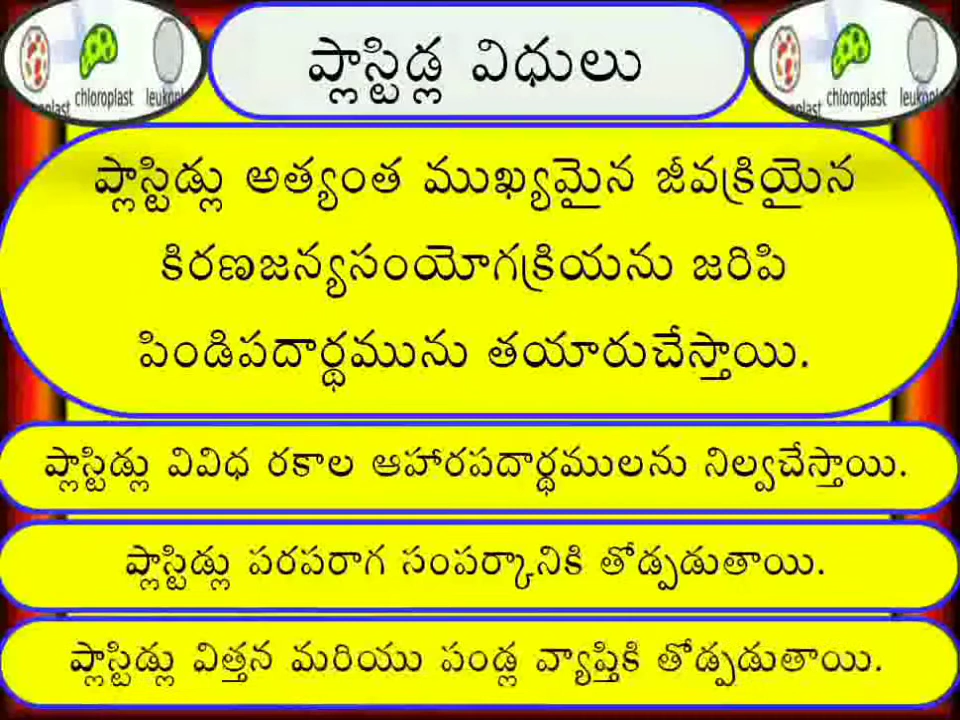 chloroplast
chloroplast
ప్లాస్టిడ్ల విధులు
ప్లాస్టిడ్లు అత్యంత ముఖ్యమైన జీవక్రియైన
కిరణజన్యసంయోగక్రియను జరిపి
పిండిపదార్థమును తయారుచేస్తాయి.
ప్లాస్టిడ్లు వివిధ రకాల ఆహారపదార్థములను నిల్వచేస్తాయి.
ప్లాస్టిడ్లు పరపరాగ సంపర్కానికి తోడ్పడుతాయి.
ప్లాస్టిడ్లు విత్తన మరియు పండ్ల వ్యాప్తికి తోడ్పడుతాయి.